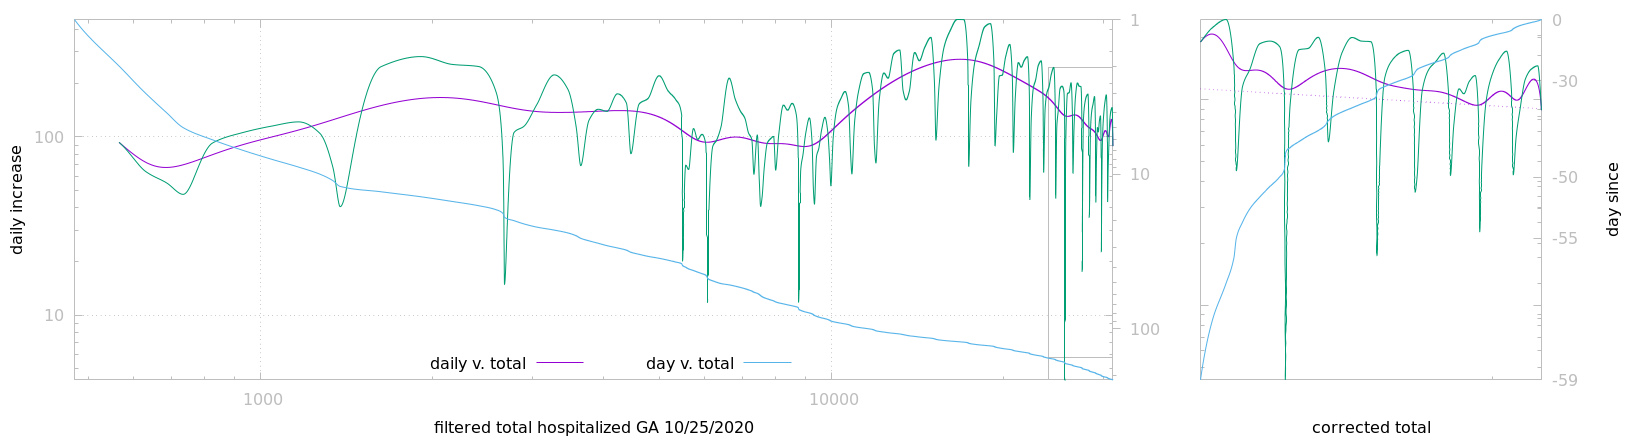 daily increase
100
10
1000
10000
daily v. total
day v. total
filtered total hospitalized GA 10/25/2020
1
10
100
0
-30
-50
-55
-59
day since
corrected total